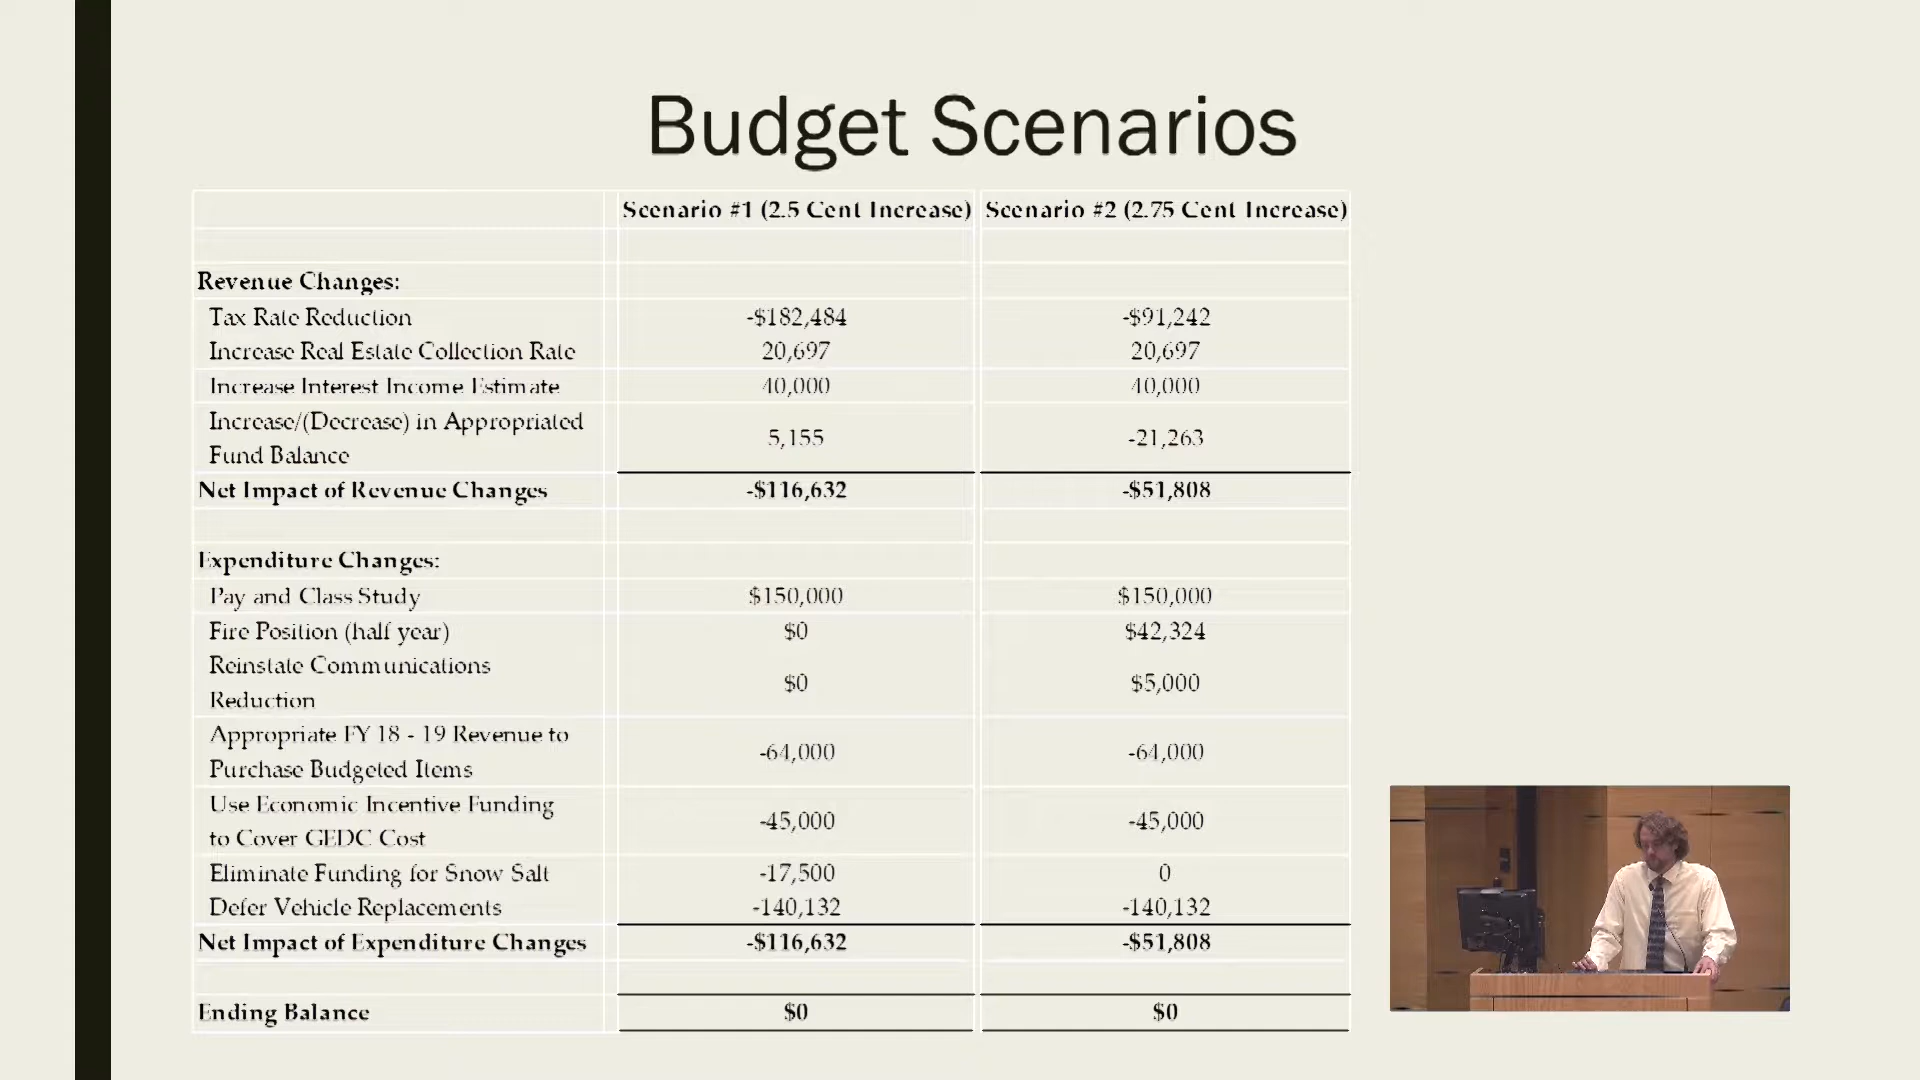 Budget Scenarios
Scenario #1 (2.5 Cent Increase) Scenario #2 (2.75 Cent Increase)
Revenue Changes:
Tax Rate Reduction -$182,484 -$91,242
Increase Real Estate Collection Rate 20,697 20,697
Increase Interest Income Estimate 40,000 40,000
Increase/(Decrease) in Appropriated
Fund Balance 5,155 -21,263
Net Impact of Revenue Changes -$116,632 -$51,808
Expenditure Changes:
Pay and Class Study $150,000 $150,000
Fire Position (half year) $0 $42,324
Reinstate Communications
Reduction $0 $5,000
Appropriate FY 18 - 19 Revenue to
Purchase Budgeted Items -64,000 -64,000
Use Economic Incentive Funding
to Cover GEDC Cost -45,000 -45,000
Eliminate Funding for Snow Salt -17,500 0
Defer Vehicle Replacements -140,132 -140,132
Net Impact of Expenditure Changes -$116,632 -$51,808
Ending Balance $0 $0